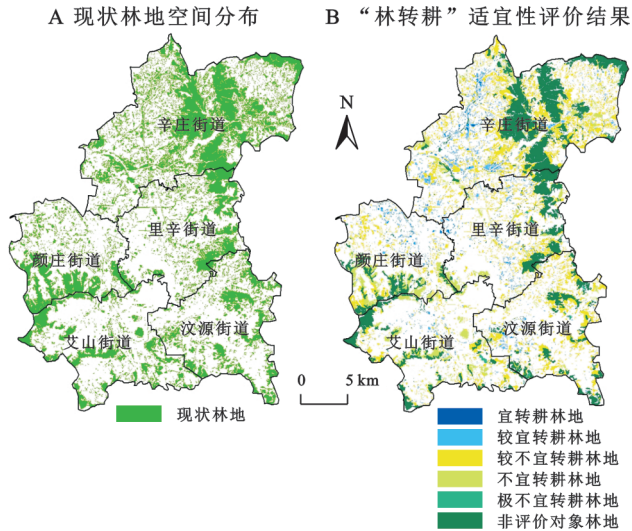 A 现状林地空间分布
B “林转耕”适宜性评价结果
辛庄街道
里辛街道
颜庄街道
艾山街道
汶源街道
现状林地
N
0 5 km
辛庄街道
里辛街道
颜庄街道
艾山街道
汶源街道
宜转耕林地
较宜转耕林地
较不宜转耕林地
不宜转耕林地
极不宜转耕林地
非评价对象林地